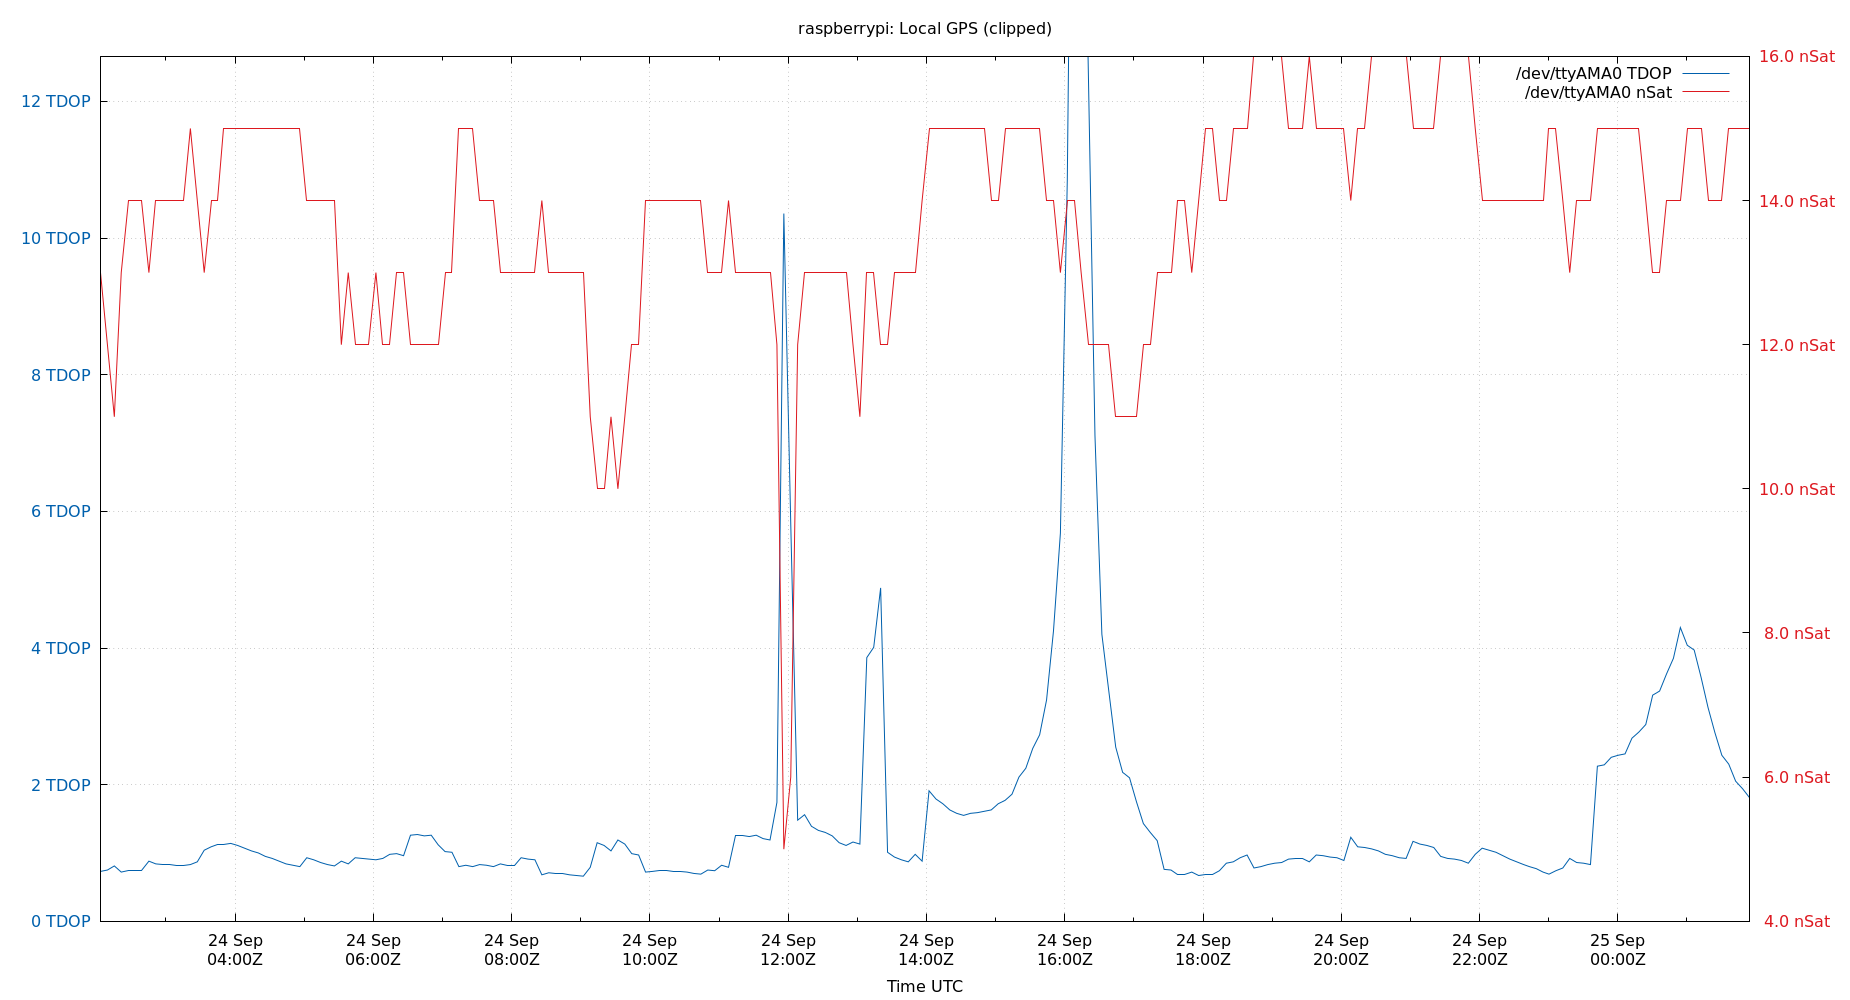 raspberrypi: Local GPS (clipped)
/dev/ttyAMA0 TDOP
/dev/ttyAMA0 nSat
12 TDOP
10 TDOP
8 TDOP
6 TDOP
4 TDOP
2 TDOP
0 TDOP
16.0 nSat
14.0 nSat
12.0 nSat
10.0 nSat
8.0 nSat
6.0 nSat
4.0 nSat
24 Sep 24 Sep 24 Sep 24 Sep 24 Sep 24 Sep 24 Sep 24 Sep 24 Sep 24 Sep 25 Sep
04:00Z 06:00Z 08:00Z 10:00Z 12:00Z 14:00Z 16:00Z 18:00Z 20:00Z 22:00Z 00:00Z
Time UTC